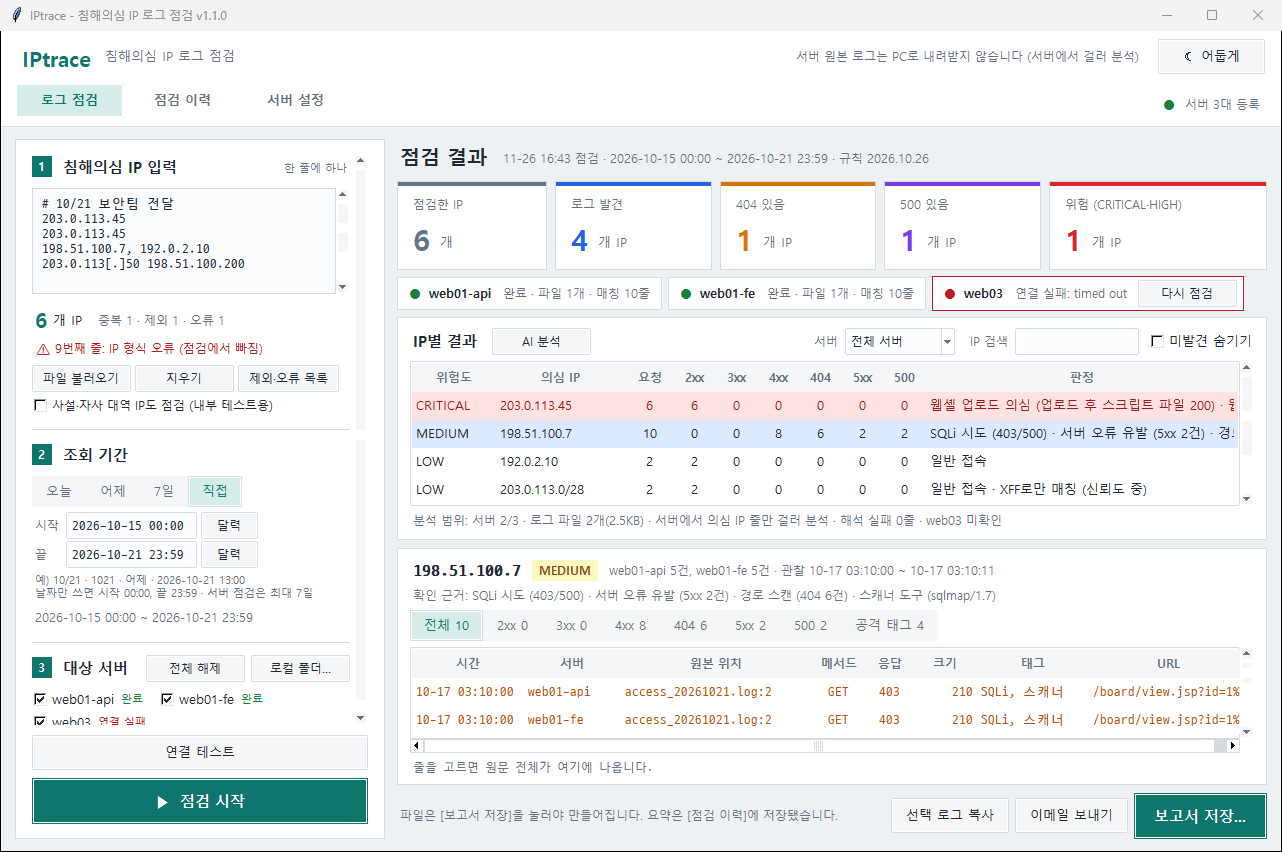 IPtrace - 침해의심 IP 로그 점검 v1.1.0
IPtrace 침해의심 IP 로그 점검
서버 원본 로그는 PC로 내려받지 않습니다 (서버에서 걸러 분석)
☾ 어둡게
로그 점검 점검 이력 서버 설정
서버 3대 등록
1 침해의심 IP 입력 한 줄에 하나
# 10/21 보안팀 전달
203.0.113.45
203.0.113.45
198.51.100.7, 192.0.2.10
203.0.113[.]50 198.51.100.200
6 개 IP 중복 1 · 제외 1 · 오류 1
⚠ 9번째 줄: IP 형식 오류 (점검에서 빠짐)
파일 불러오기 지우기 제외·오류 목록
사설·자사 대역 IP도 점검 (내부 테스트용)
2 조회 기간
오늘 어제 7일 직접
시작 2026-10-15 00:00 달력
끝 2026-10-21 23:59 달력
예) 10/21 · 1021 · 어제 · 2026-10-21 13:00
날짜만 쓰면 시작 00:00, 끝 23:59 · 서버 점검은 최대 7일
2026-10-15 00:00 ~ 2026-10-21 23:59
3 대상 서버 전체 해제 로컬 폴더...
web01-api 완료 web01-fe 완료
web03 연결 실패
연결 테스트
▶ 점검 시작
점검 결과 11-26 16:43 점검 · 2026-10-15 00:00 ~ 2026-10-21 23:59 · 규칙 2026.10.26
점검한 IP
6 개
로그 발견
4 개 IP
404 있음
1 개 IP
500 있음
1 개 IP
위험 (CRITICAL·HIGH)
1 개 IP
web01-api 완료 · 파일 1개 · 매칭 10줄
web01-fe 완료 · 파일 1개 · 매칭 10줄
web03 연결 실패: timed out 다시 점검
IP별 결과 AI 분석 서버 전체 서버 IP 검색 미발견 숨기기
위험도 의심 IP 요청 2xx 3xx 4xx 404 5xx 500 판정
CRITICAL 203.0.113.45 6 6 0 0 0 0 0 웹셸 업로드 의심 (업로드 후 스크립트 파일 200) ·
MEDIUM 198.51.100.7 10 0 0 8 6 2 2 SQLi 시도 (403/500) · 서버 오류 유발 (5xx 2건) ·
LOW 192.0.2.10 2 2 0 0 0 0 0 일반 접속
LOW 203.0.113.0/28 2 2 0 0 0 0 0 일반 접속 · XFF로만 매칭 (신뢰도 중)
분석 범위: 서버 2/3 · 로그 파일 2개(2.5KB) · 서버에서 의심 IP 줄만 걸러 분석 · 해석 실패 0줄 · web03 미확인
198.51.100.7 MEDIUM web01-api 5건, web01-fe 5건 · 관찰 10-17 03:10:00 ~ 10-17 03:10:11
확인 근거: SQLi 시도 (403/500) · 서버 오류 유발 (5xx 2건) · 경로 스캔 (404 6건) · 스캐너 도구 (sqlmap/1.7)
전체 10 2xx 0 3xx 0 4xx 8 404 6 5xx 2 500 2 공격 태그 4
시간 서버 원본 위치 메서드 응답 크기 태그 URL
10-17 03:10:00 web01-api access_20261021.log:2 GET 403 210 SQLi, 스캐너 /board/view.jsp?id=1%
10-17 03:10:00 web01-fe access_20261021.log:2 GET 403 210 SQLi, 스캐너 /board/view.jsp?id=1%
줄을 고르면 원문 전체가 여기에 나옵니다.
파일은 [보고서 저장]을 눌러야 만들어집니다. 요약은 [점검 이력]에 저장됐습니다.
선택 로그 복사 이메일 보내기 보고서 저장...